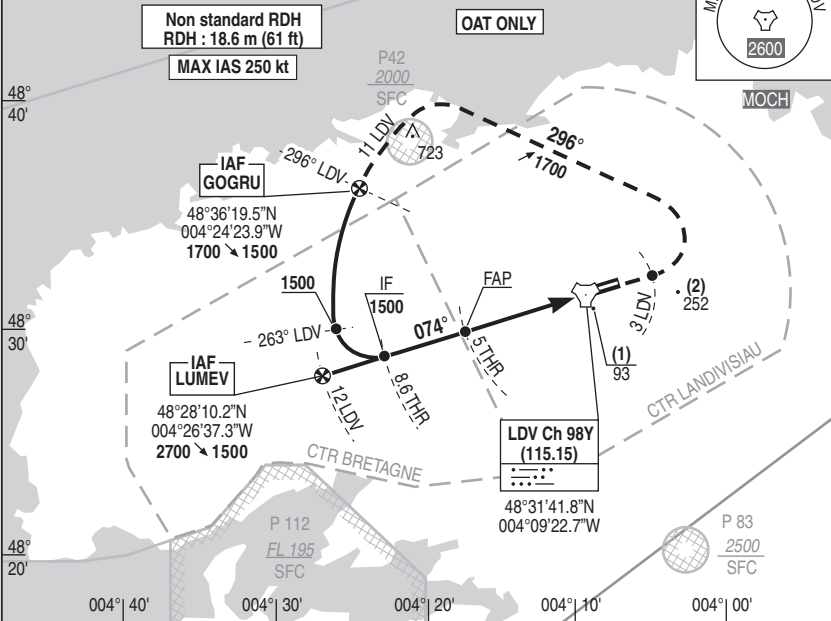 Non standard RDH
RDH : 18.6 m (61 ft)
MAX IAS 250 kt
OAT ONLY
2600
MOCH
48°
40'
P42
2000
SFC
723
11 LDV
296° LDV
296°
1700
IAF
GOGRU
48°36'19.5"N
004°24'23.9"W
1700 ↘ 1500
1500
IF
1500
FAP
074°
263° LDV
5 THR
8.6 THR
12 LDV
3 LDV
(2)
252
(1)
93
48°
30'
IAF
LUMEV
48°28'10.2"N
004°26'37.3"W
2700 ↘ 1500
CTR LANDIVISIAU
CTR BRETAGNE
LDV Ch 98Y
(115.15)
48°31'41.8"N
004°09'22.7"W
P 112
FL 195
SFC
P 83
2500
SFC
48°
20'
004° 40'
004° 30'
004° 20'
004° 10'
004° 00'